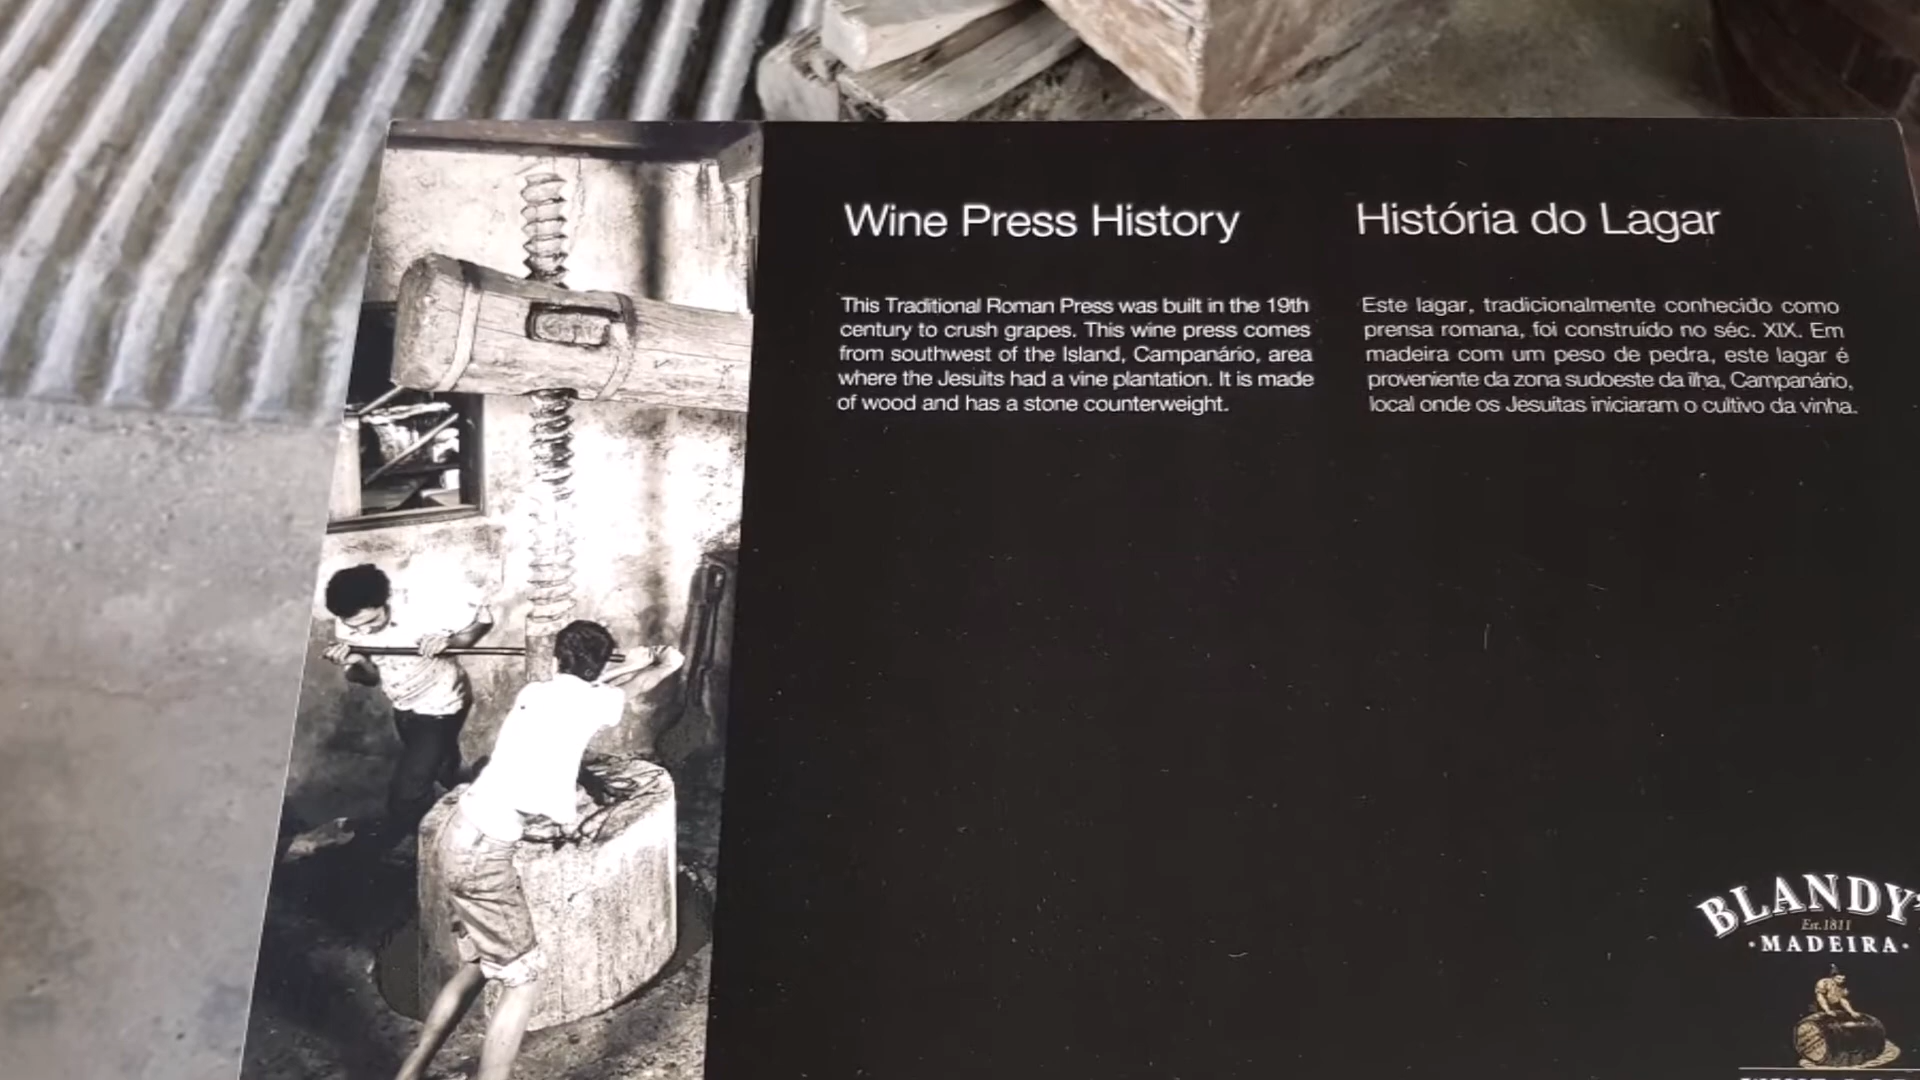 Wine Press History
This Traditional Roman Press was built in the 19th
century to crush grapes. This wine press comes
from southwest of the Island, Campanário, area
where the Jesuits had a vine plantation. It is made
of wood and has a stone counterweight.
História do Lagar
Este lagar, tradicionalmente conhecido como
prensa romana, foi construído no séc. XIX. Em
madeira com um peso de pedra, este lagar é
proveniente da zona sudoeste da ilha, Campanário,
local onde os Jesuítas iniciaram o cultivo da vinha.
BLANDY'
Est.1811
·MADEIRA·